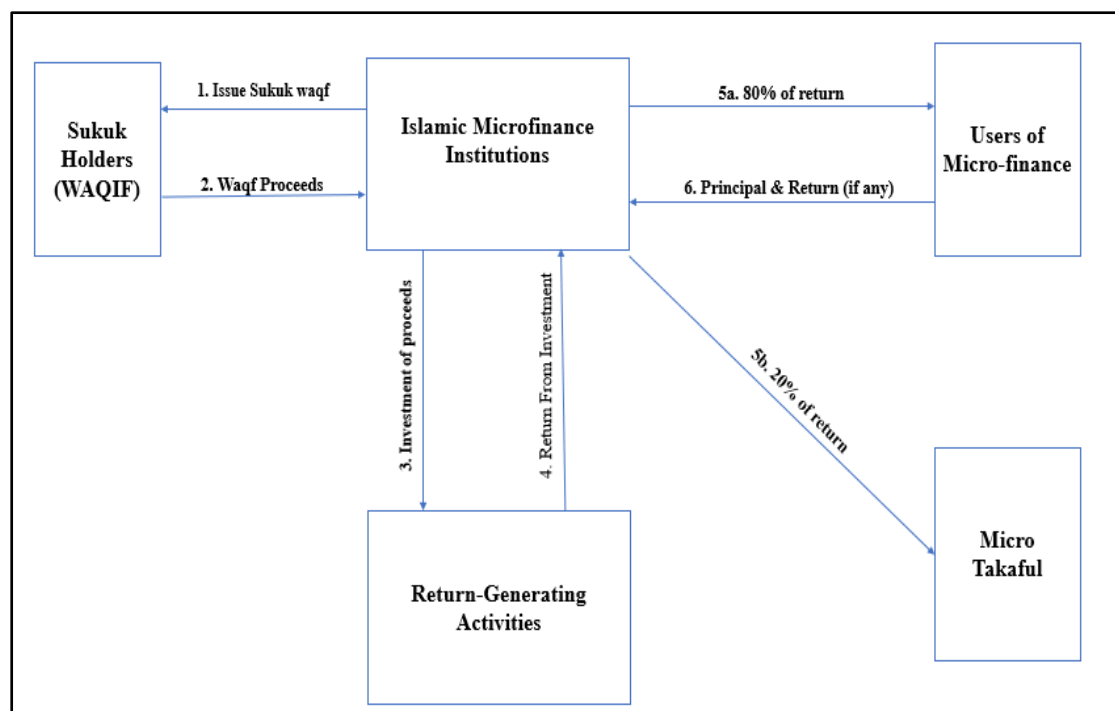 1. Issue Sukuk waqf
Sukuk
Holders
(WAQIF)
2. Waqf Proceeds
Islamic Microfinance
Institutions
5a. 80% of return
Users of
Micro-finance
6. Principal & Return (if any)
3. Investment of proceeds
4. Return From Investment
5b. 20% of return
Return-Generating
Activities
Micro
Takaful